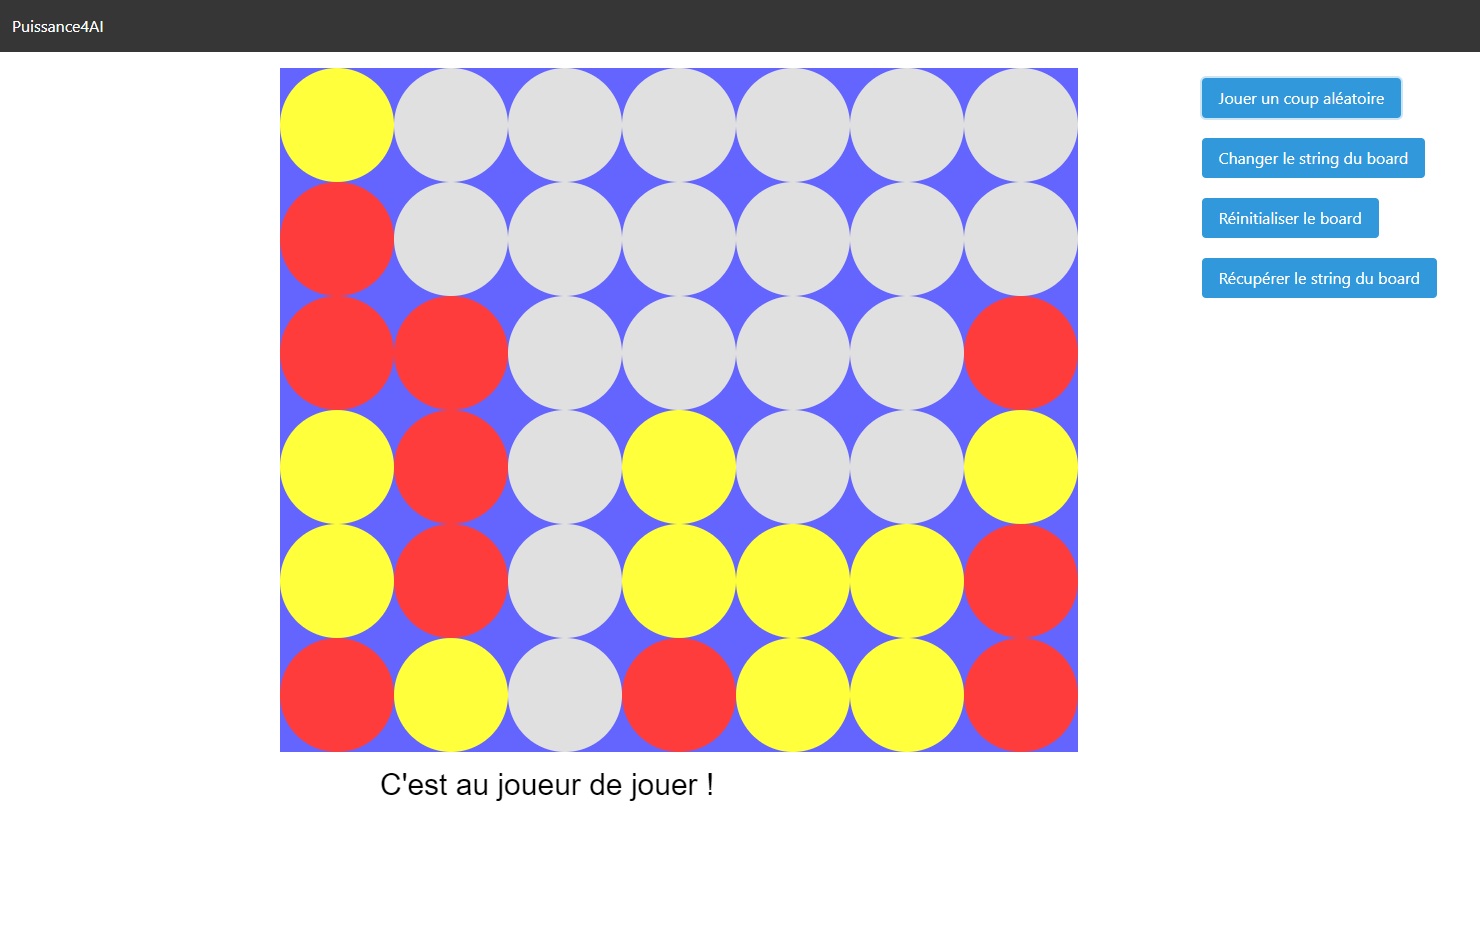 Puissance4AI
Jouer un coup aléatoire
Changer le string du board
Réinitialiser le board
Récupérer le string du board
C'est au joueur de jouer !